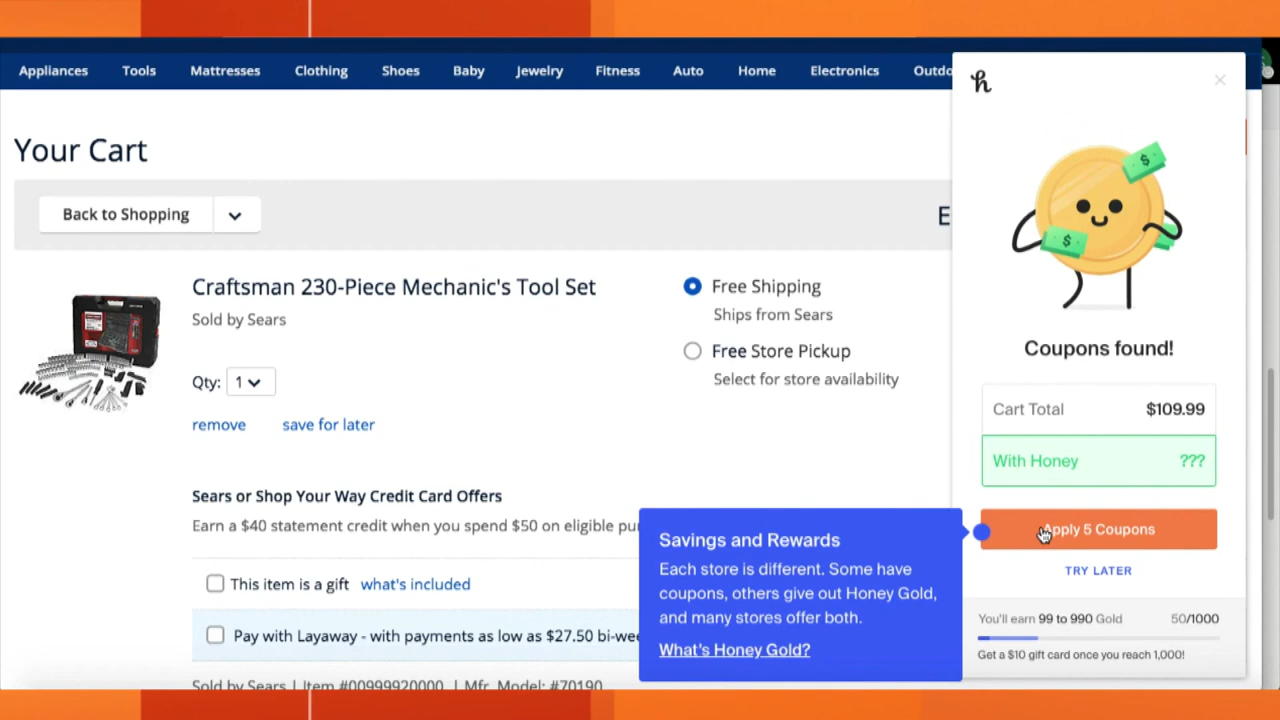 Appliances Tools Mattresses Clothing Shoes Baby Jewelry Fitness Auto Home Electronics
Your Cart
Back to Shopping
Craftsman 230-Piece Mechanic's Tool Set
Sold by Sears
Qty: 1
remove save for later
Free Shipping
Ships from Sears
Free Store Pickup
Select for store availability
Sears or Shop Your Way Credit Card Offers
Earn a $40 statement credit when you spend $50 on eligible
This item is a gift what's included
Pay with Layaway - with payments as low as $27.50
Sold by Sears | Item #00999920000 | Mfr. Model: #70190
Savings and Rewards
Each store is different. Some have
coupons, others give out Honey Gold,
and many stores offer both.
What's Honey Gold?
h
Coupons found!
Cart Total $109.99
With Honey ???
Apply 5 Coupons
TRY LATER
You'll earn 99 to 990 Gold 50/1000
Get a $10 gift card once you reach 1,000!